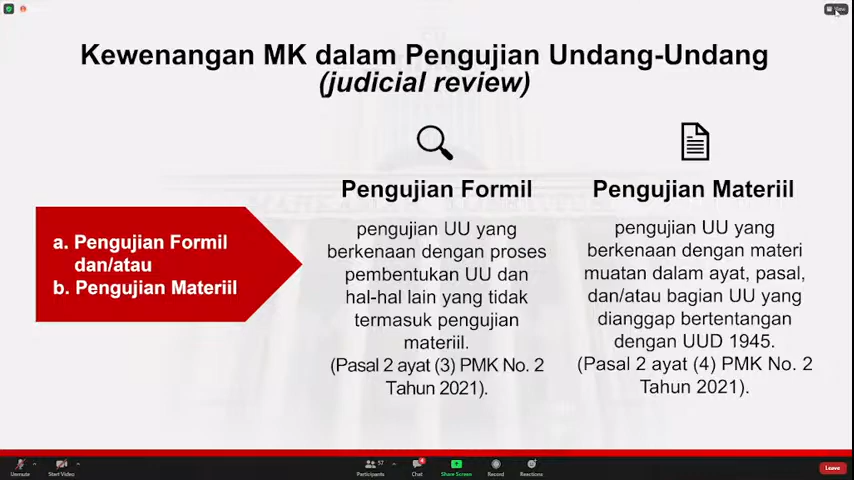 View
Kewenangan MK dalam Pengujian Undang-Undang
(judicial review)
a. Pengujian Formil
dan/atau
b. Pengujian Materiil
Pengujian Formil
pengujian UU yang
berkenaan dengan proses
pembentukan UU dan
hal-hal lain yang tidak
termasuk pengujian
materiil.
(Pasal 2 ayat (3) PMK No. 2
Tahun 2021).
Pengujian Materiil
pengujian UU yang
berkenaan dengan materi
muatan dalam ayat, pasal,
dan/atau bagian UU yang
dianggap bertentangan
dengan UUD 1945.
(Pasal 2 ayat (4) PMK No. 2
Tahun 2021).
Unmute
Start Video
Participants
57
Chat
Share Screen
Record
Reactions
Leave